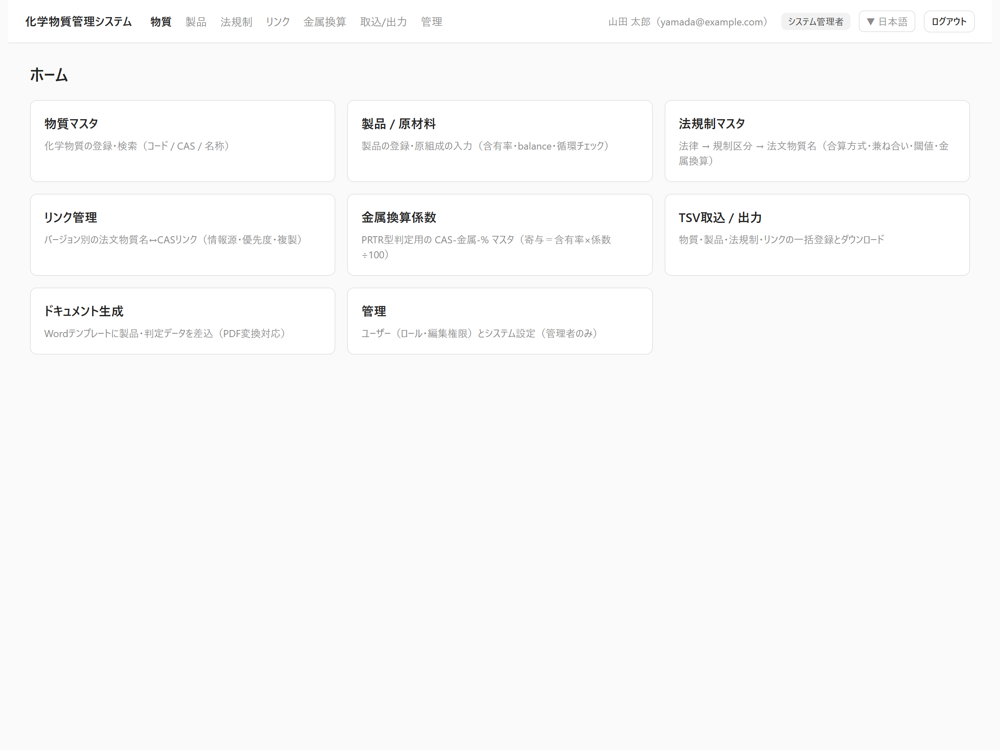 化学物質管理システム 物質 製品 法規制 リンク 金属換算 取込/出力 管理 山田 太郎（yamada@example.com） システム管理者 ▼ 日本語 ログアウト
ホーム
物質マスタ
化学物質の登録・検索（コード / CAS / 名称）
製品 / 原材料
製品の登録・原組成の入力（含有率・balance・循環チェック）
法規制マスタ
法律 → 規制区分 → 法文物質名（合算方式・兼ね合い・閾値・金
属換算）
リンク管理
バージョン別の法文物質名↔CASリンク（情報源・優先度・複製）
金属換算係数
PRTR型判定用の CAS-金属-% マスタ（寄与＝含有率×係数
÷100）
TSV取込 / 出力
物質・製品・法規制・リンクの一括登録とダウンロード
ドキュメント生成
Wordテンプレートに製品・判定データを差込（PDF変換対応）
管理
ユーザー（ロール・編集権限）とシステム設定（管理者のみ）